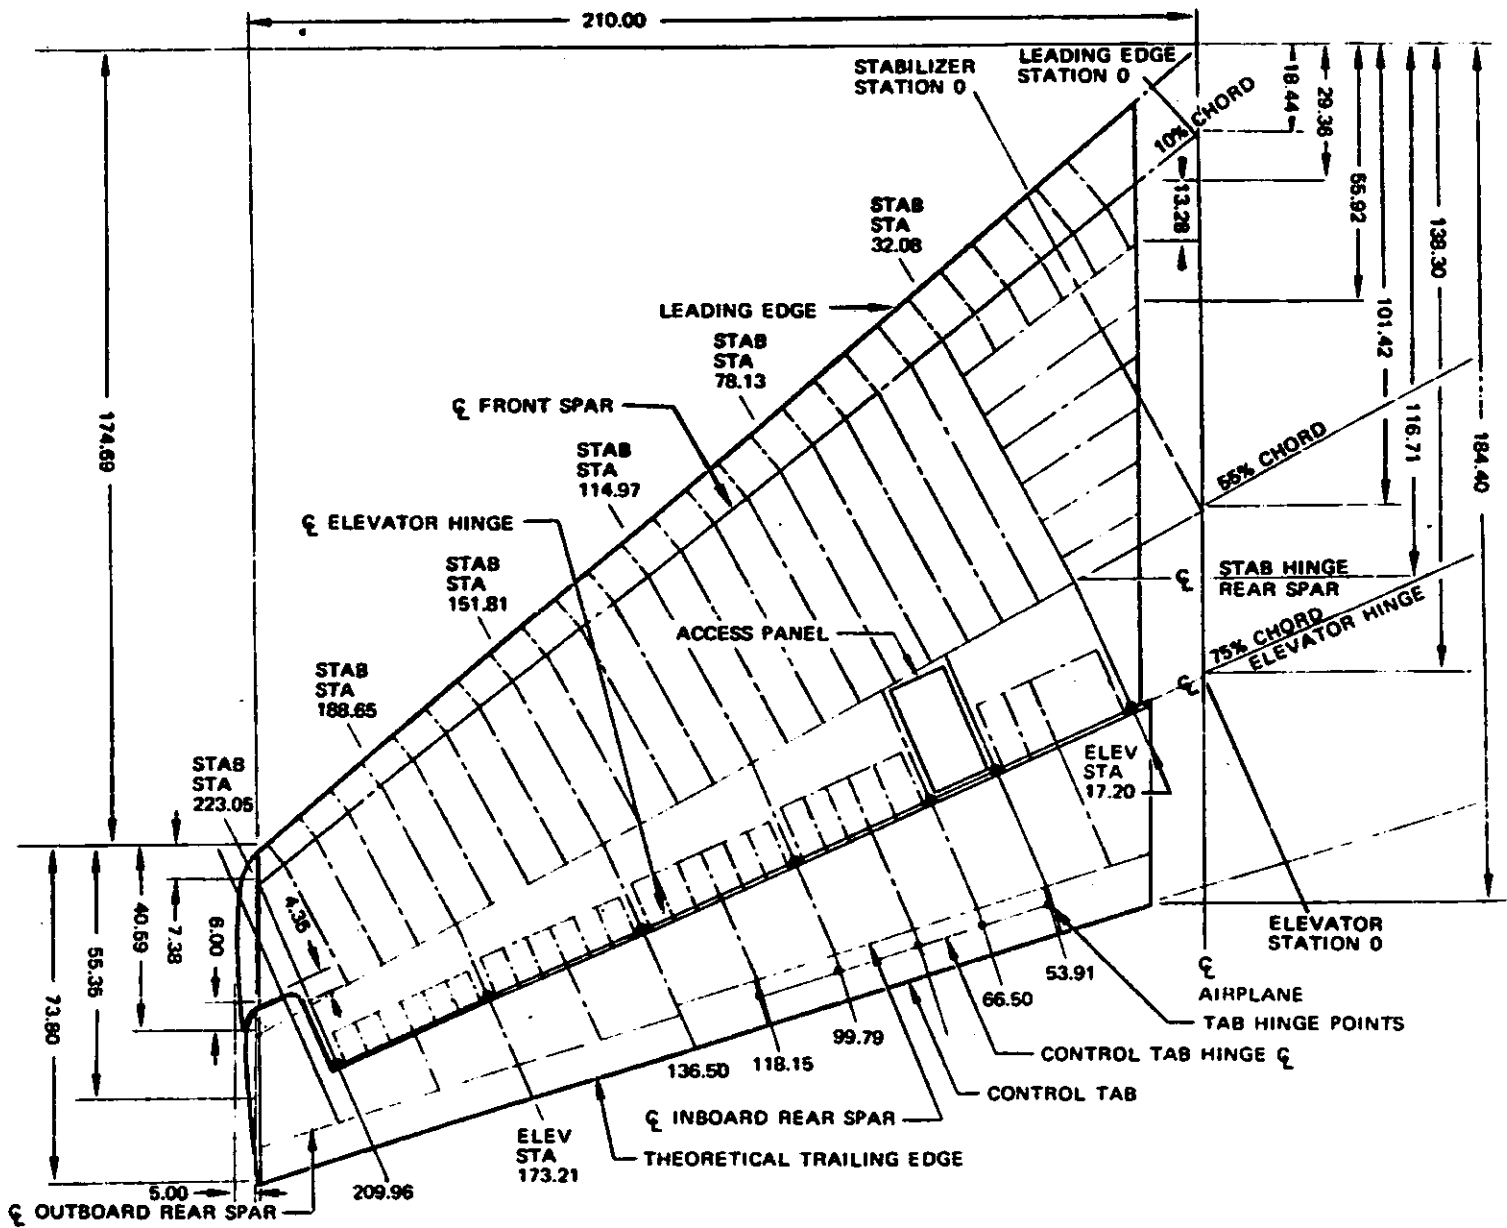 210.00
LEADING EDGE
STATION 0
STABILIZER
STATION 0
18.44
29.36
55.92
101.42
116.71
138.30
184.40
10% CHORD
13.28
STAB
STA
32.08
LEADING EDGE
STAB
STA
78.13
℄ FRONT SPAR
STAB
STA
114.97
℄ ELEVATOR HINGE
STAB
STA
151.81
174.69
55% CHORD
℄ STAB HINGE
REAR SPAR
75% CHORD
℄ ELEVATOR HINGE
ACCESS PANEL
STAB
STA
188.65
STAB
STA
223.05
ELEV
STA
17.20
4.35
6.00
7.38
40.69
55.35
73.80
ELEVATOR
STATION 0
℄
AIRPLANE
TAB HINGE POINTS
53.91
66.50
99.79
118.15
136.50
CONTROL TAB HINGE ℄
CONTROL TAB
℄ INBOARD REAR SPAR
THEORETICAL TRAILING EDGE
ELEV
STA
173.21
209.96
5.00
℄ OUTBOARD REAR SPAR